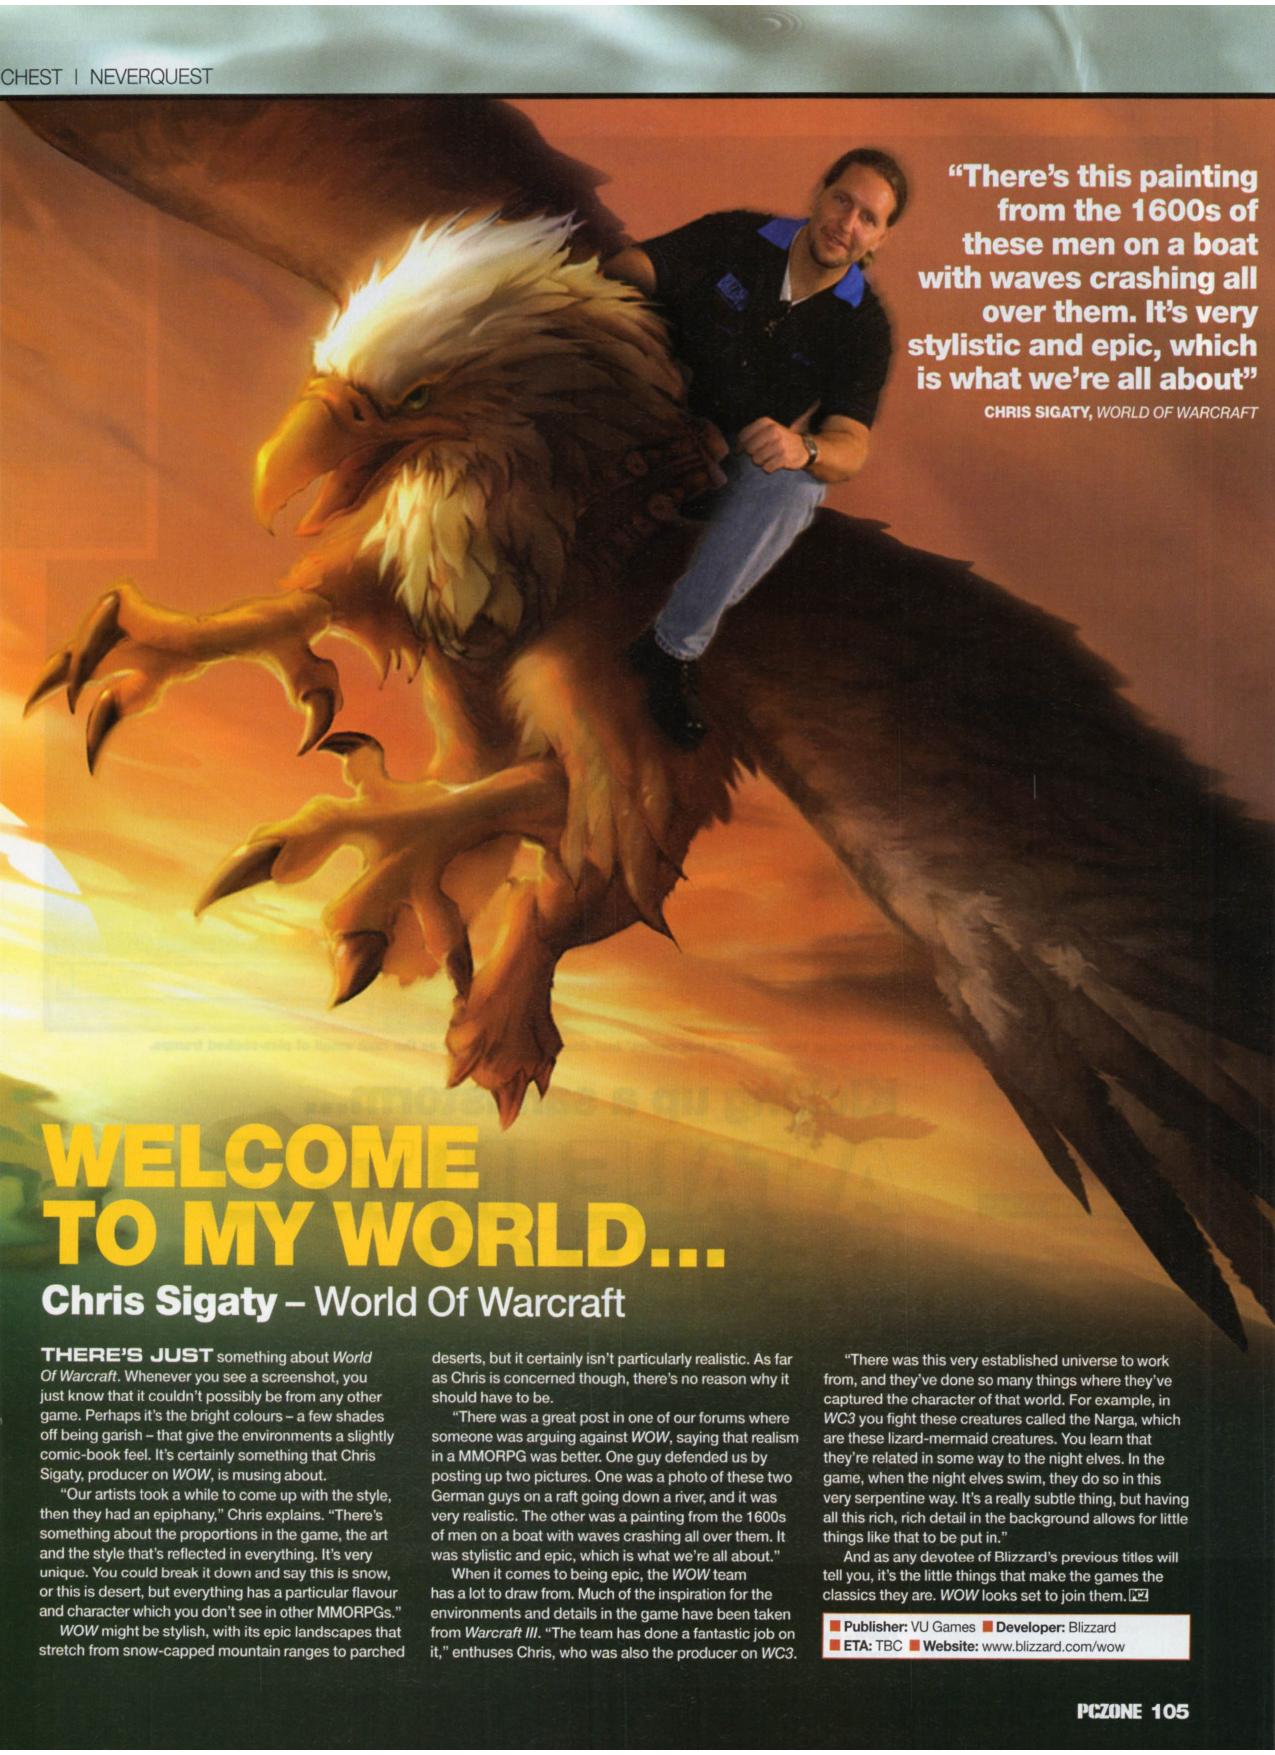 CHEST | NEVERQUEST
“There’s this painting
from the 1600s of
these men on a boat
with waves crashing all
over them. It’s very
stylistic and epic, which
is what we’re all about”
CHRIS SIGATY, WORLD OF WARCRAFT
WELCOME
TO MY WORLD...
Chris Sigaty – World Of Warcraft
THERE’S JUST something about World
Of Warcraft. Whenever you see a screenshot, you
just know that it couldn’t possibly be from any other
game. Perhaps it’s the bright colours – a few shades
off being garish – that give the environments a slightly
comic-book feel. It’s certainly something that Chris
Sigaty, producer on WOW, is musing about.
“Our artists took a while to come up with the style,
then they had an epiphany,” Chris explains. “There’s
something about the proportions in the game, the art
and the style that’s reflected in everything. It’s very
unique. You could break it down and say this is snow,
or this is desert, but everything has a particular flavour
and character which you don’t see in other MMORPGs.”
WOW might be stylish, with its epic landscapes that
stretch from snow-capped mountain ranges to parched
deserts, but it certainly isn’t particularly realistic. As far
as Chris is concerned though, there’s no reason why it
should have to be.
“There was a great post in one of our forums where
someone was arguing against WOW, saying that realism
in a MMORPG was better. One guy defended us by
posting up two pictures. One was a photo of these two
German guys on a raft going down a river, and it was
very realistic. The other was a painting from the 1600s
of men on a boat with waves crashing all over them. It
was stylistic and epic, which is what we’re all about.”
When it comes to being epic, the WOW team
has a lot to draw from. Much of the inspiration for the
environments and details in the game have been taken
from Warcraft III. “The team has done a fantastic job on
it,” enthuses Chris, who was also the producer on WC3.
“There was this very established universe to work
from, and they’ve done so many things where they’ve
captured the character of that world. For example, in
WC3 you fight these creatures called the Narga, which
are these lizard-mermaid creatures. You learn that
they’re related in some way to the night elves. In the
game, when the night elves swim, they do so in this
very serpentine way. It’s a really subtle thing, but having
all this rich, rich detail in the background allows for little
things like that to be put in.”
And as any devotee of Blizzard’s previous titles will
tell you, it’s the little things that make the games the
classics they are. WOW looks set to join them. PCZ
■ Publisher: VU Games ■ Developer: Blizzard
■ ETA: TBC ■ Website: www.blizzard.com/wow
PCZONE 105